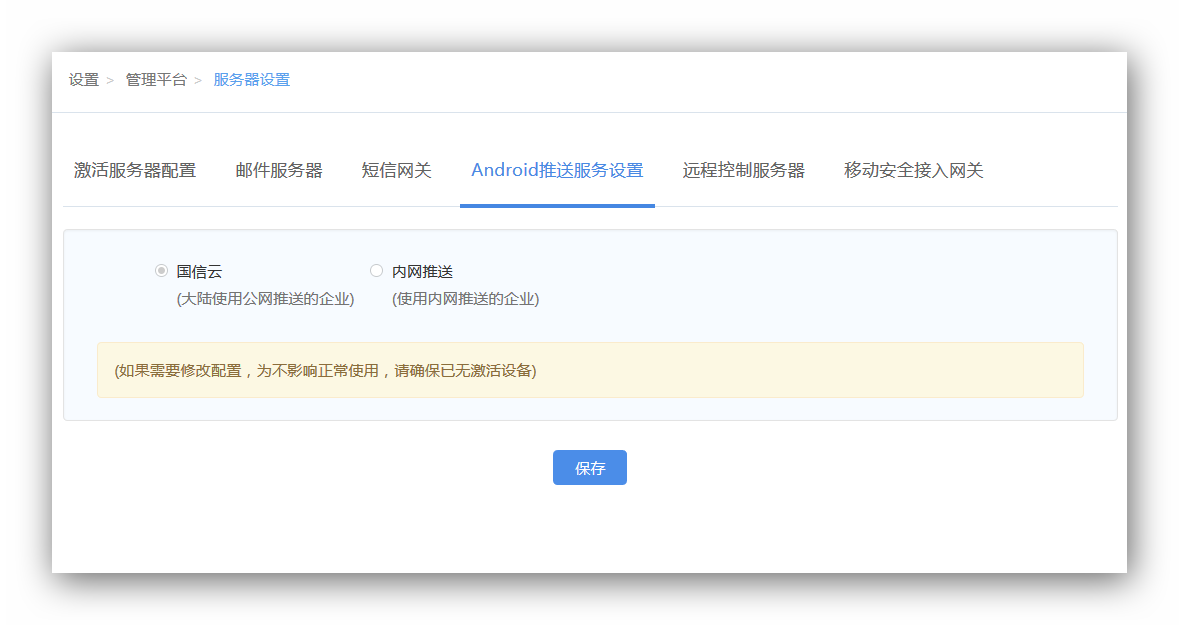 设置 > 管理平台 > 服务器设置
激活服务器配置 邮件服务器 短信网关 Android推送服务设置 远程控制服务器 移动安全接入网关
国信云 内网推送
(大陆使用公网推送的企业) (使用内网推送的企业)
(如果需要修改配置，为不影响正常使用，请确保已无激活设备)
保存